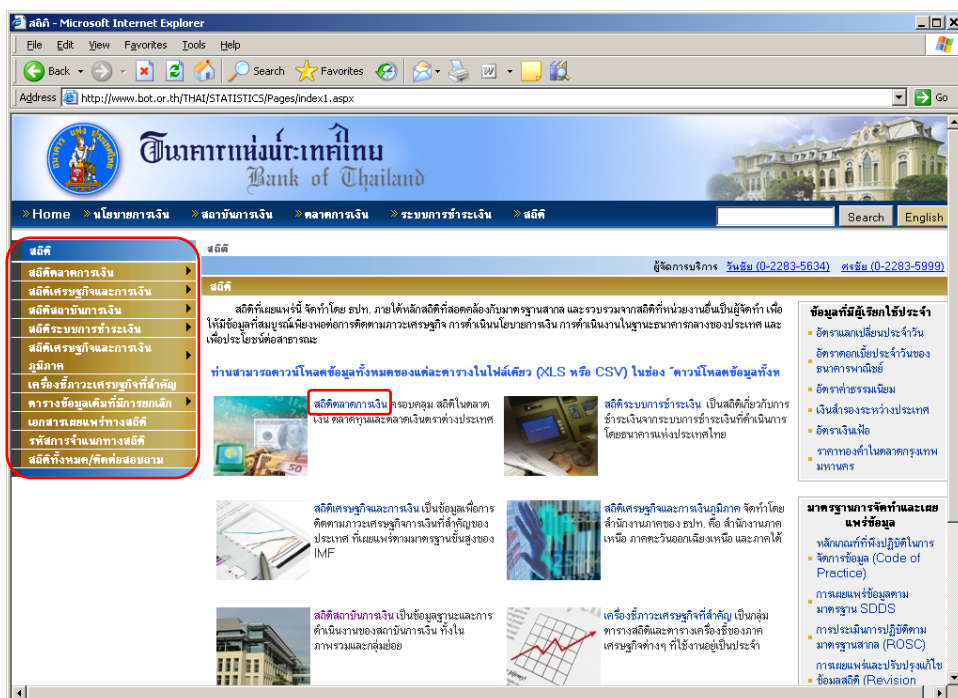 สถิติ - Microsoft Internet Explorer
File Edit View Favorites Tools Help
Back Search Favorites
Address http://www.bot.or.th/THAI/STATISTICS/Pages/index1.aspx Go
ธนาคารแห่งประเทศไทย
Bank of Thailand
»Home »นโยบายการเงิน »สถาบันการเงิน »ตลาดการเงิน »ระบบการชำระเงิน »สถิติ Search English
สถิติ
สถิติตลาดการเงิน
สถิติเศรษฐกิจและการเงิน
สถิติสถาบันการเงิน
สถิติระบบการชำระเงิน
สถิติเศรษฐกิจและการเงิน
ภูมิภาค
เครื่องชี้ภาวะเศรษฐกิจที่สำคัญ
ตารางข้อมูลเดิมที่มีการยกเลิก
เอกสารเผยแพร่ทางสถิติ
รหัสการจำแนกทางสถิติ
สถิติทั้งหมด/ติดต่อสอบถาม
สถิติ
ผู้จัดการบริการ วันชัย (0-2283-5634) ศรชัย (0-2283-5999)
สถิติ
สถิติที่เผยแพร่นี้ จัดทำโดย ธปท. ภายใต้หลักสถิติที่สอดคล้องกับมาตรฐานสากล และรวบรวมจากสถิติที่หน่วยงานอื่นเป็นผู้จัดทำ เพื่อ
ให้มีข้อมูลที่สมบูรณ์เพียงพอต่อการติดตามภาวะเศรษฐกิจ การดำเนินนโยบายการเงิน การดำเนินงานในฐานะธนาคารกลางของประเทศ และ
เพื่อประโยชน์ต่อสาธารณะ
ท่านสามารถดาวน์โหลดข้อมูลทั้งหมดของแต่ละตารางในไฟล์เดียว (XLS หรือ CSV) ในช่อง "ดาวน์โหลดข้อมูลทั้งห
สถิติตลาดการเงิน ครอบคลุม สถิติในตลาด
เงิน ตลาดทุนและตลาดเงินตราต่างประเทศ
สถิติระบบการชำระเงิน เป็นสถิติเกี่ยวกับการ
ชำระเงินจากระบบการชำระเงินที่ดำเนินการ
โดยธนาคารแห่งประเทศไทย
สถิติเศรษฐกิจและการเงิน เป็นข้อมูลเพื่อการ
ติดตามภาวะเศรษฐกิจการเงินที่สำคัญของ
ประเทศ ที่เผยแพร่ตามมาตรฐานขั้นสูงของ
IMF
สถิติเศรษฐกิจและการเงินภูมิภาค จัดทำโดย
สำนักงานภาคของ ธปท. คือ สำนักงานภาค
เหนือ ภาคตะวันออกเฉียงเหนือ และภาคใต้
สถิติสถาบันการเงิน เป็นข้อมูลฐานะและการ
ดำเนินงานของสถาบันการเงิน ทั้งใน
ภาพรวมและกลุ่มย่อย
เครื่องชี้ภาวะเศรษฐกิจที่สำคัญ เป็นกลุ่ม
ตารางสถิติและตารางเครื่องชี้ของภาค
เศรษฐกิจต่างๆ ที่ใช้งานอยู่เป็นประจำ
ข้อมูลที่มีผู้เรียกใช้ประจำ
อัตราแลกเปลี่ยนประจำวัน
อัตราดอกเบี้ยประจำวันของ
ธนาคารพาณิชย์
อัตราค่าธรรมเนียม
เงินสำรองระหว่างประเทศ
อัตราเงินเฟ้อ
ราคาทองคำในตลาดกรุงเทพ
มหานคร
มาตรฐานการจัดทำและเผย
แพร่ข้อมูล
หลักเกณฑ์ที่พึงปฏิบัติในการ
จัดการข้อมูล (Code of
Practice)
การเผยแพร่ข้อมูลตาม
มาตรฐาน SDDS
การประเมินการปฏิบัติตาม
มาตรฐานสากล (ROSC)
การเผยแพร่และปรับปรุงแก้ไข
ข้อมูลสถิติ (Revision